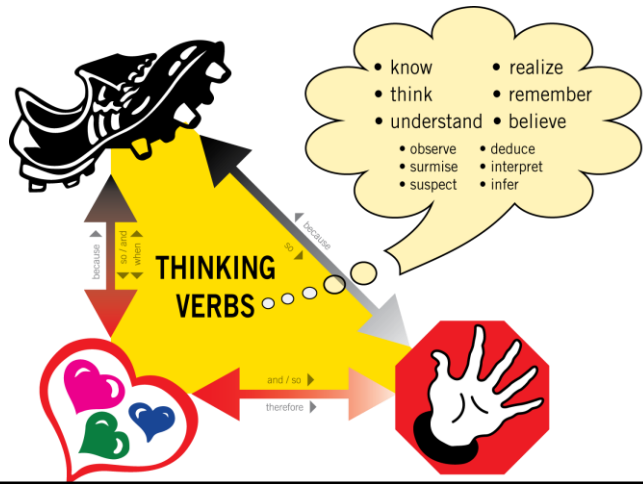 • know • realize
• think • remember
• understand • believe
• observe • deduce
• surmise • interpret
• suspect • infer
because
so
because
so / and
when
THINKING
VERBS
and / so
therefore